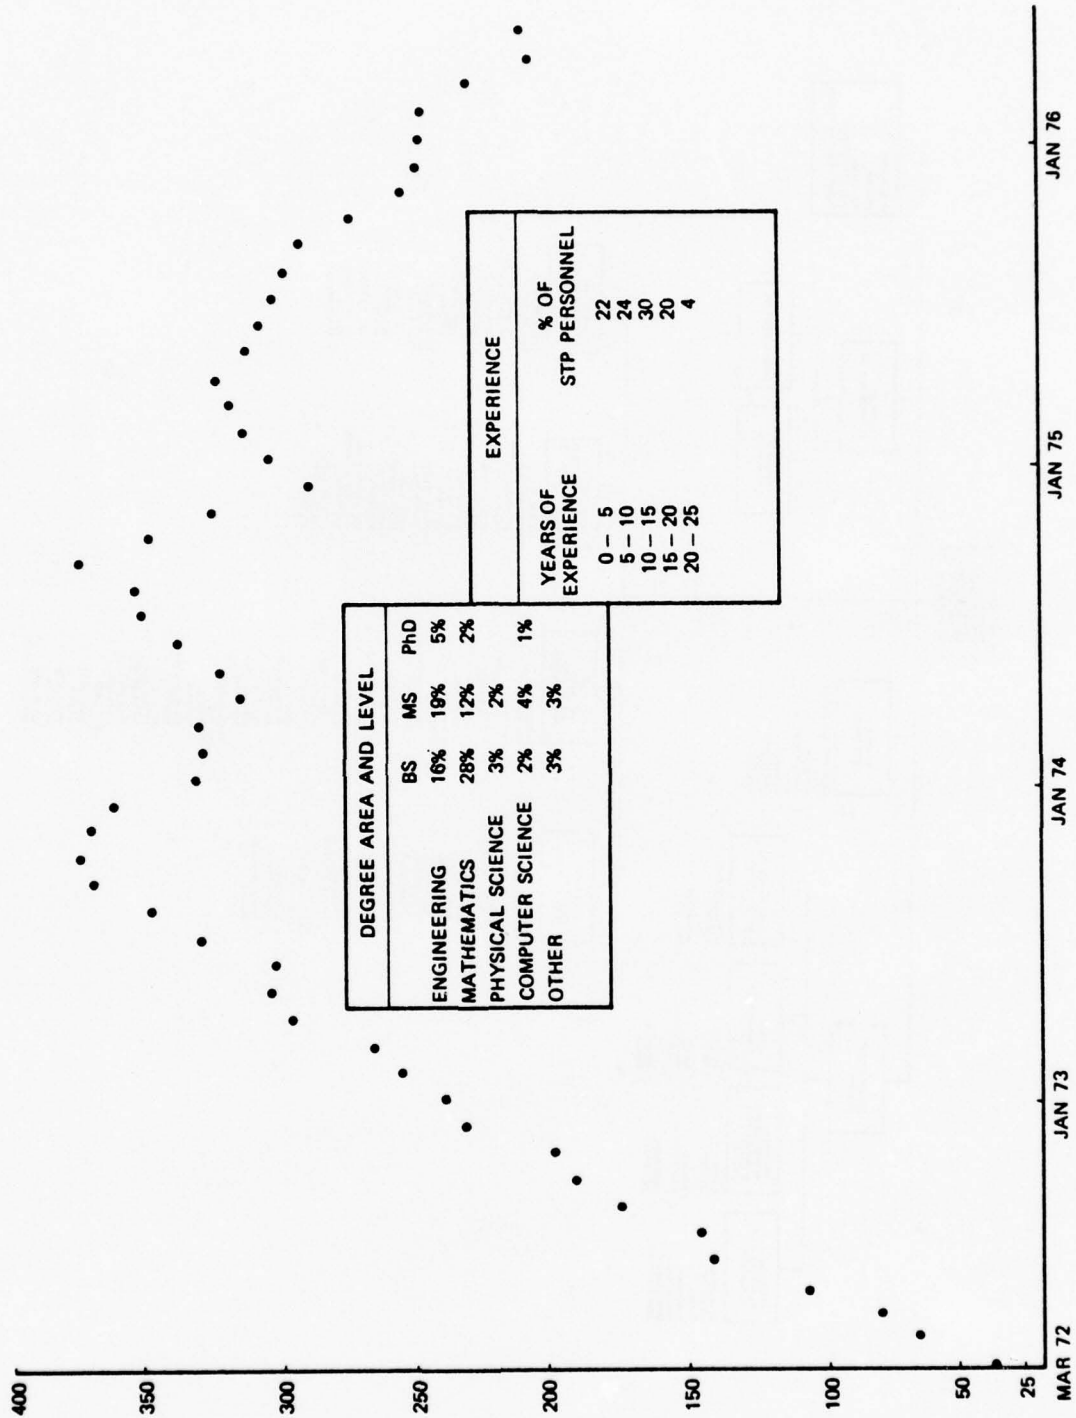 400
350
300
250
200
150
100
50
25
MAR 72
JAN 73
JAN 74
JAN 75
JAN 76
DEGREE AREA AND LEVEL
BS MS PhD
ENGINEERING 16% 19% 5%
MATHEMATICS 28% 12% 2%
PHYSICAL SCIENCE 3% 2%
COMPUTER SCIENCE 2% 4% 1%
OTHER 3% 3%
EXPERIENCE
YEARS OF % OF
EXPERIENCE STP PERSONNEL
0 – 5 22
5 – 10 24
10 – 15 30
15 – 20 20
20 – 25 4